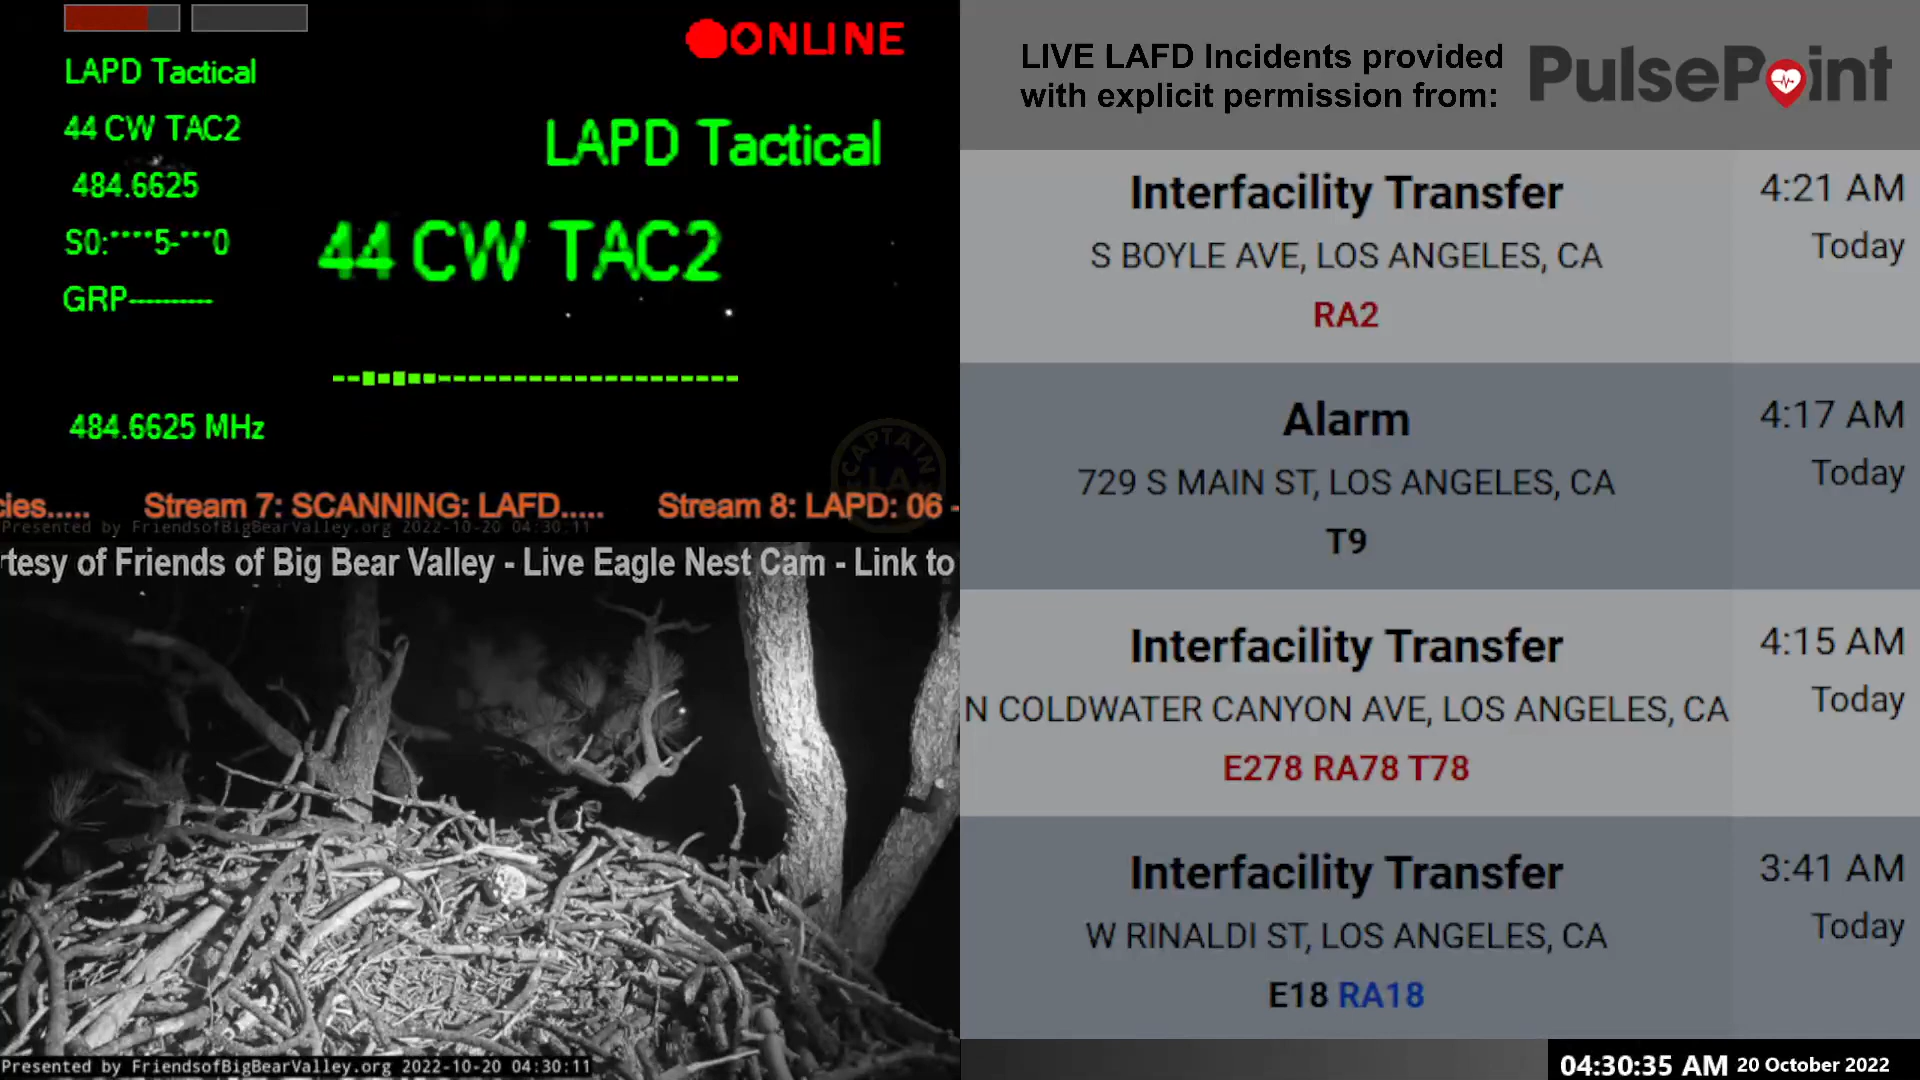 ONLINE
LAPD Tactical
44 CW TAC2
484.6625
S0:****5-***0
GRP----------
LAPD Tactical
44 CW TAC2
484.6625 MHz
CAPTAIN
LA
cies..... Stream 7: SCANNING: LAFD..... Stream 8: LAPD: 06 -
Presented by FriendsofBigBearValley.org 2022-10-20 04:30:11
rtesy of Friends of Big Bear Valley - Live Eagle Nest Cam - Link to
Presented by FriendsofBigBearValley.org 2022-10-20 04:30:11
LIVE LAFD Incidents provided
with explicit permission from:
PulsePoint
Interfacility Transfer
4:21 AM
S BOYLE AVE, LOS ANGELES, CA
Today
RA2
Alarm
4:17 AM
729 S MAIN ST, LOS ANGELES, CA
Today
T9
Interfacility Transfer
4:15 AM
N COLDWATER CANYON AVE, LOS ANGELES, CA
Today
E278 RA78 T78
Interfacility Transfer
3:41 AM
W RINALDI ST, LOS ANGELES, CA
Today
E18 RA18
04:30:35 AM 20 October 2022